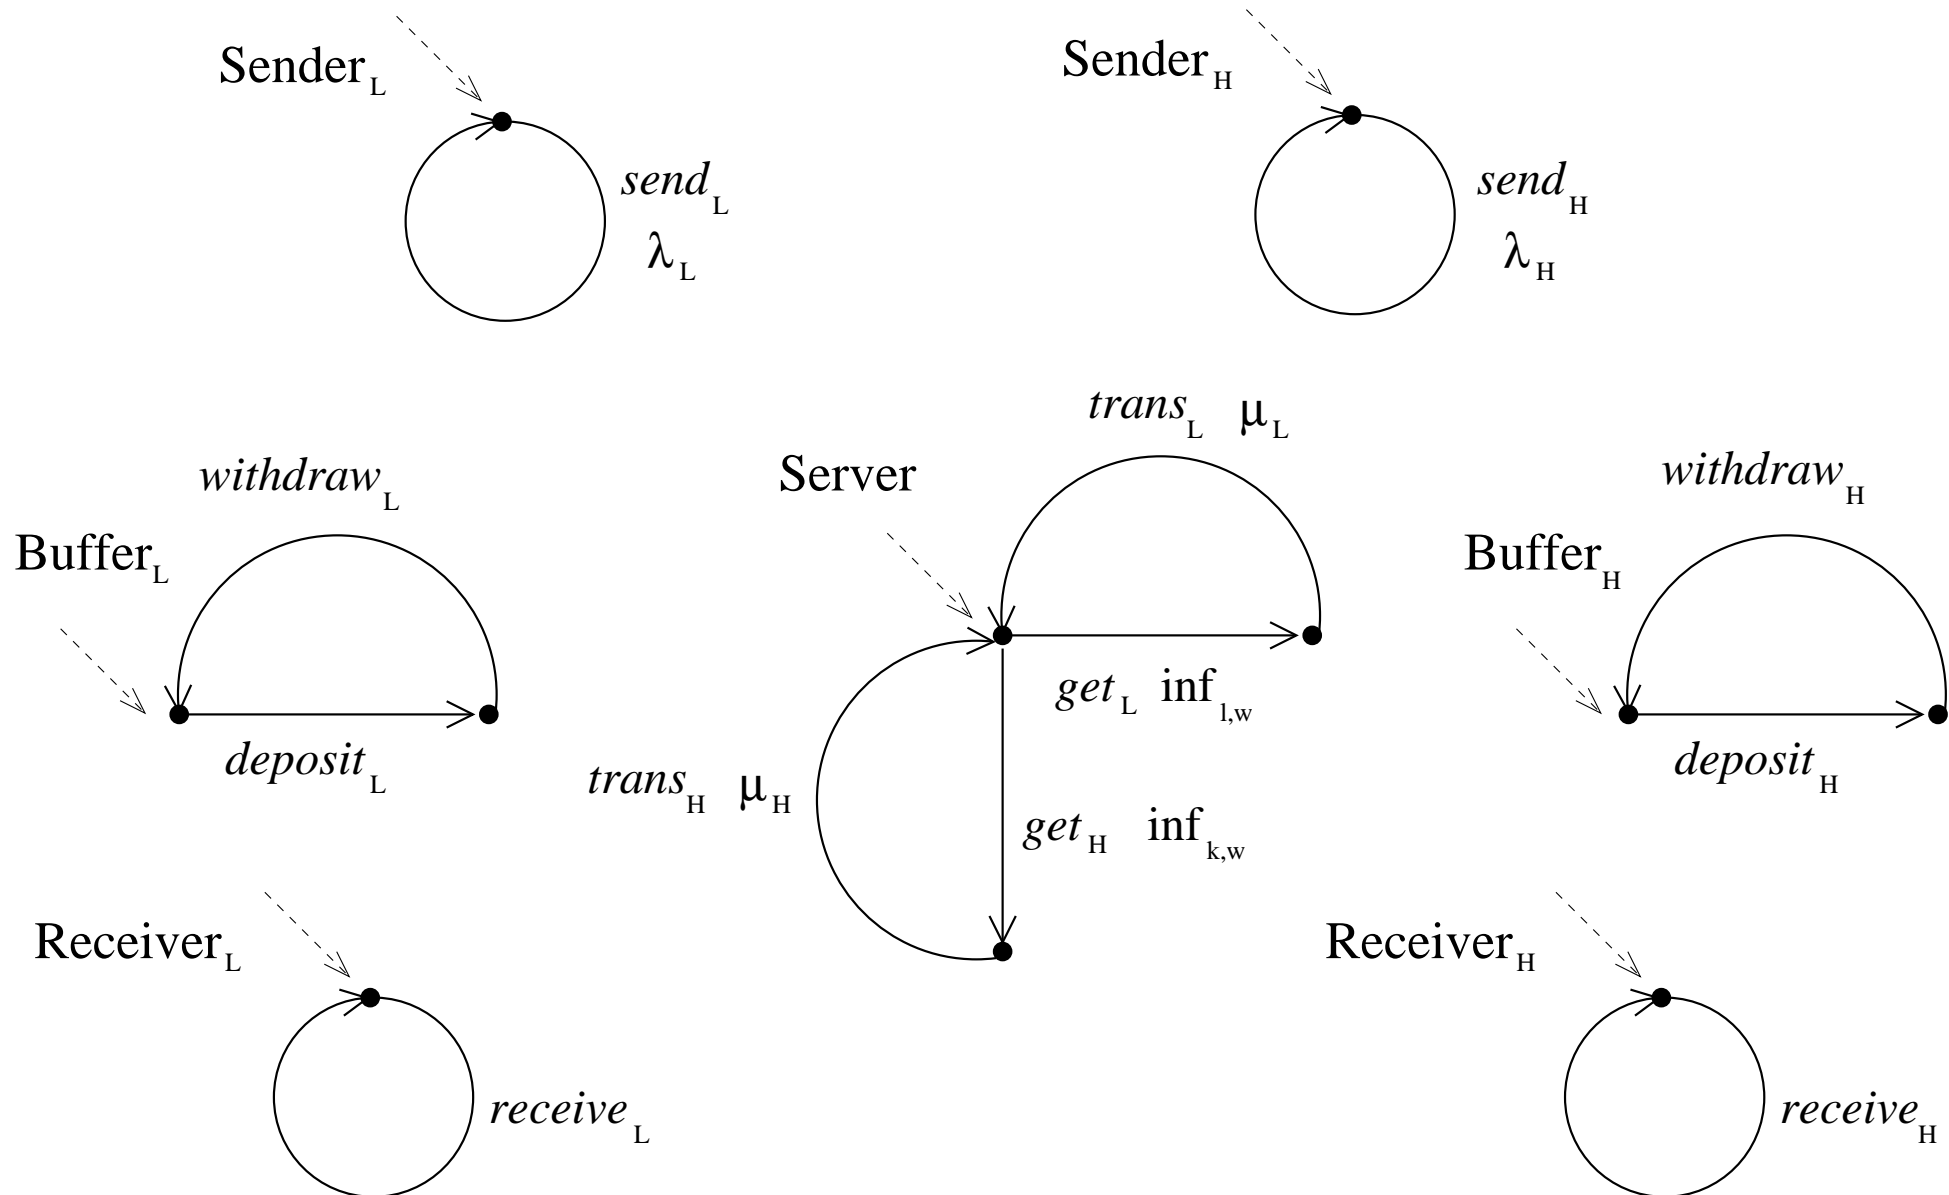 Sender L
send L
λ L
Sender H
send H
λ H
trans L μ L
withdraw L
Server
withdraw H
Buffer L
Buffer H
get L inf l,w
deposit L
trans H μ H
deposit H
get H inf k,w
Receiver L
Receiver H
receive L
receive H